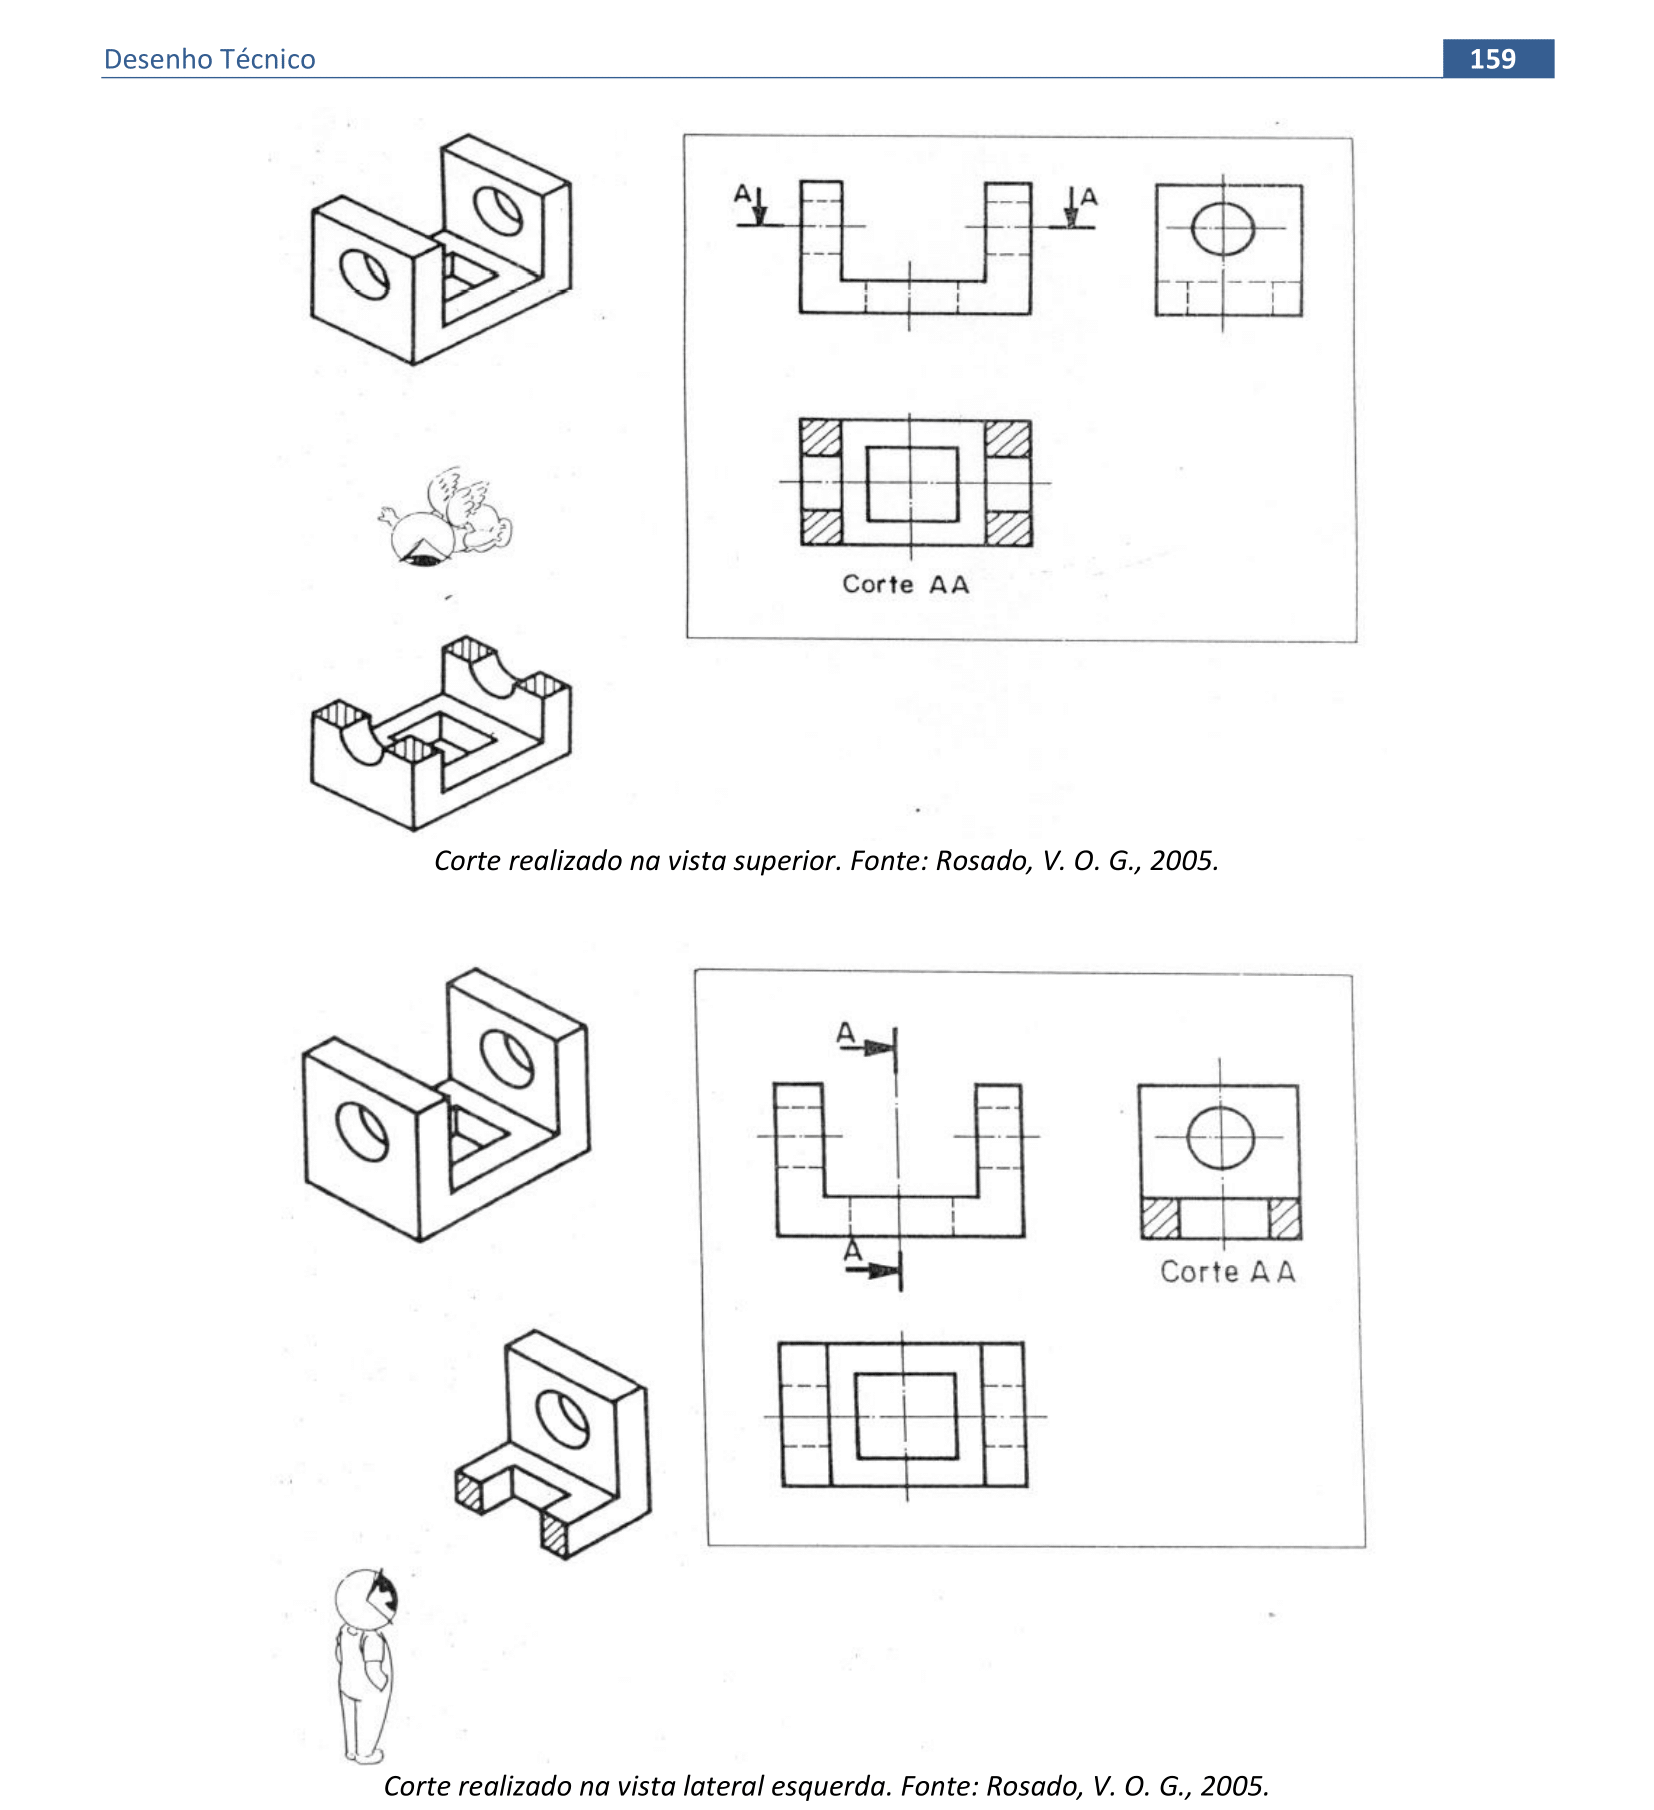 Desenho Técnico
159
A A
Corte AA
Corte realizado na vista superior. Fonte: Rosado, V. O. G., 2005.
A
A
Corte AA
Corte realizado na vista lateral esquerda. Fonte: Rosado, V. O. G., 2005.